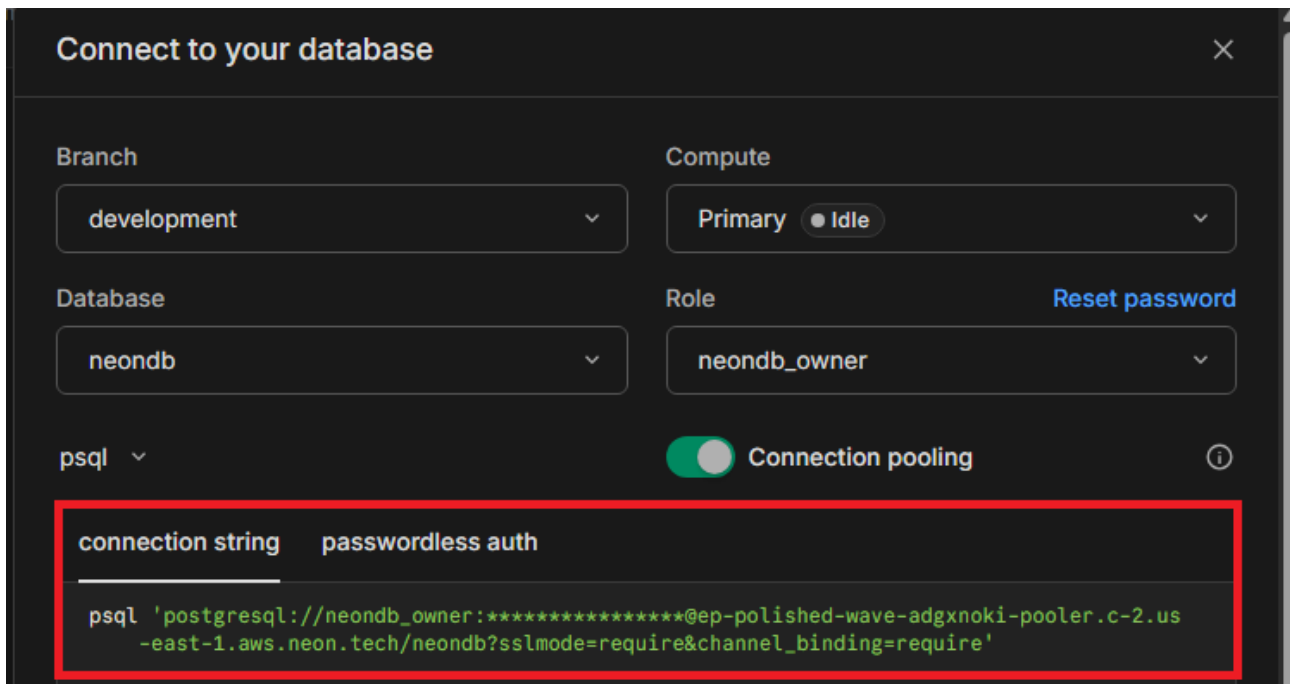 Connect to your database
Branch
Compute
development
Primary Idle
Database
Role
Reset password
neondb
neondb_owner
psql
Connection pooling
connection string
passwordless auth
psql 'postgresql://neondb_owner:****************@ep-polished-wave-adgxnoki-pooler.c-2.us
-east-1.aws.neon.tech/neondb?sslmode=require&channel_binding=require'